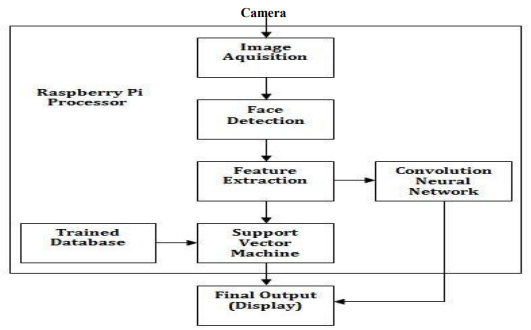 Camera
Image
Aquisition
Raspberry Pi
Processor
Face
Detection
Feature
Extraction
Convolution
Neural
Network
Trained
Database
Support
Vector
Machine
Final Output
(Display)